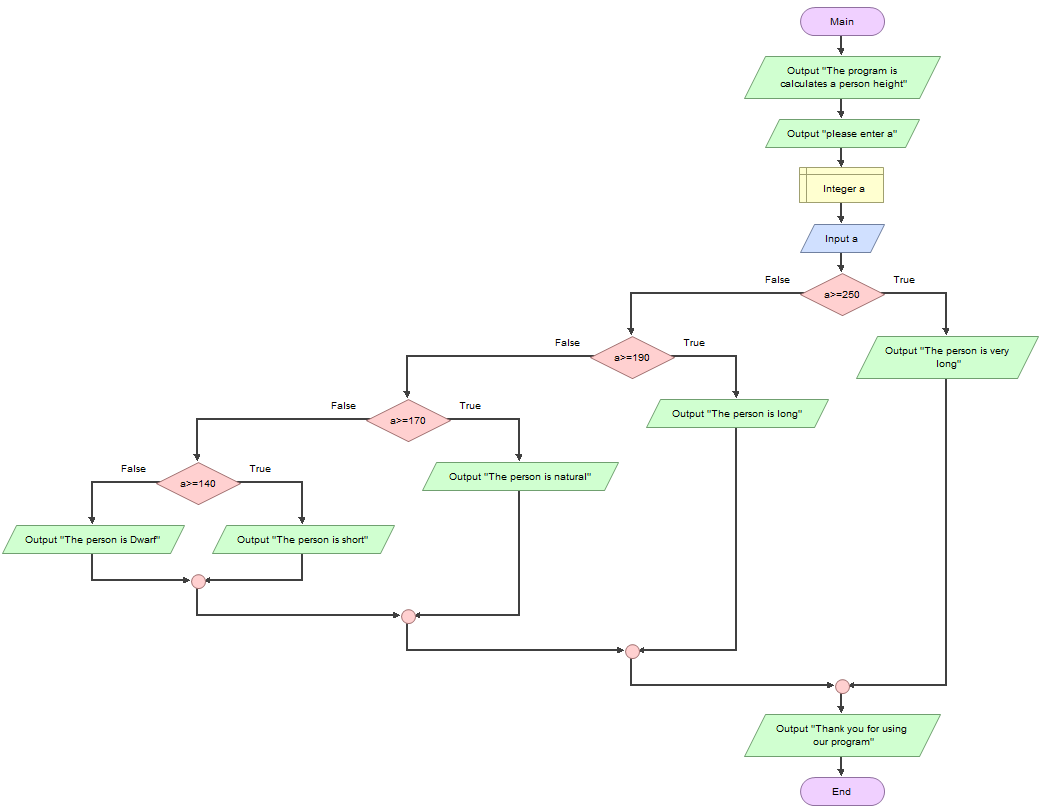 Main
Output "The program is
calculates a person height"
Output "please enter a"
Integer a
Input a
False
True
a>=250
False
True
a>=190
Output "The person is very
long"
False
True
a>=170
Output "The person is long"
False
True
a>=140
Output "The person is natural"
Output "The person is Dwarf"
Output "The person is short"
Output "Thank you for using
our program"
End